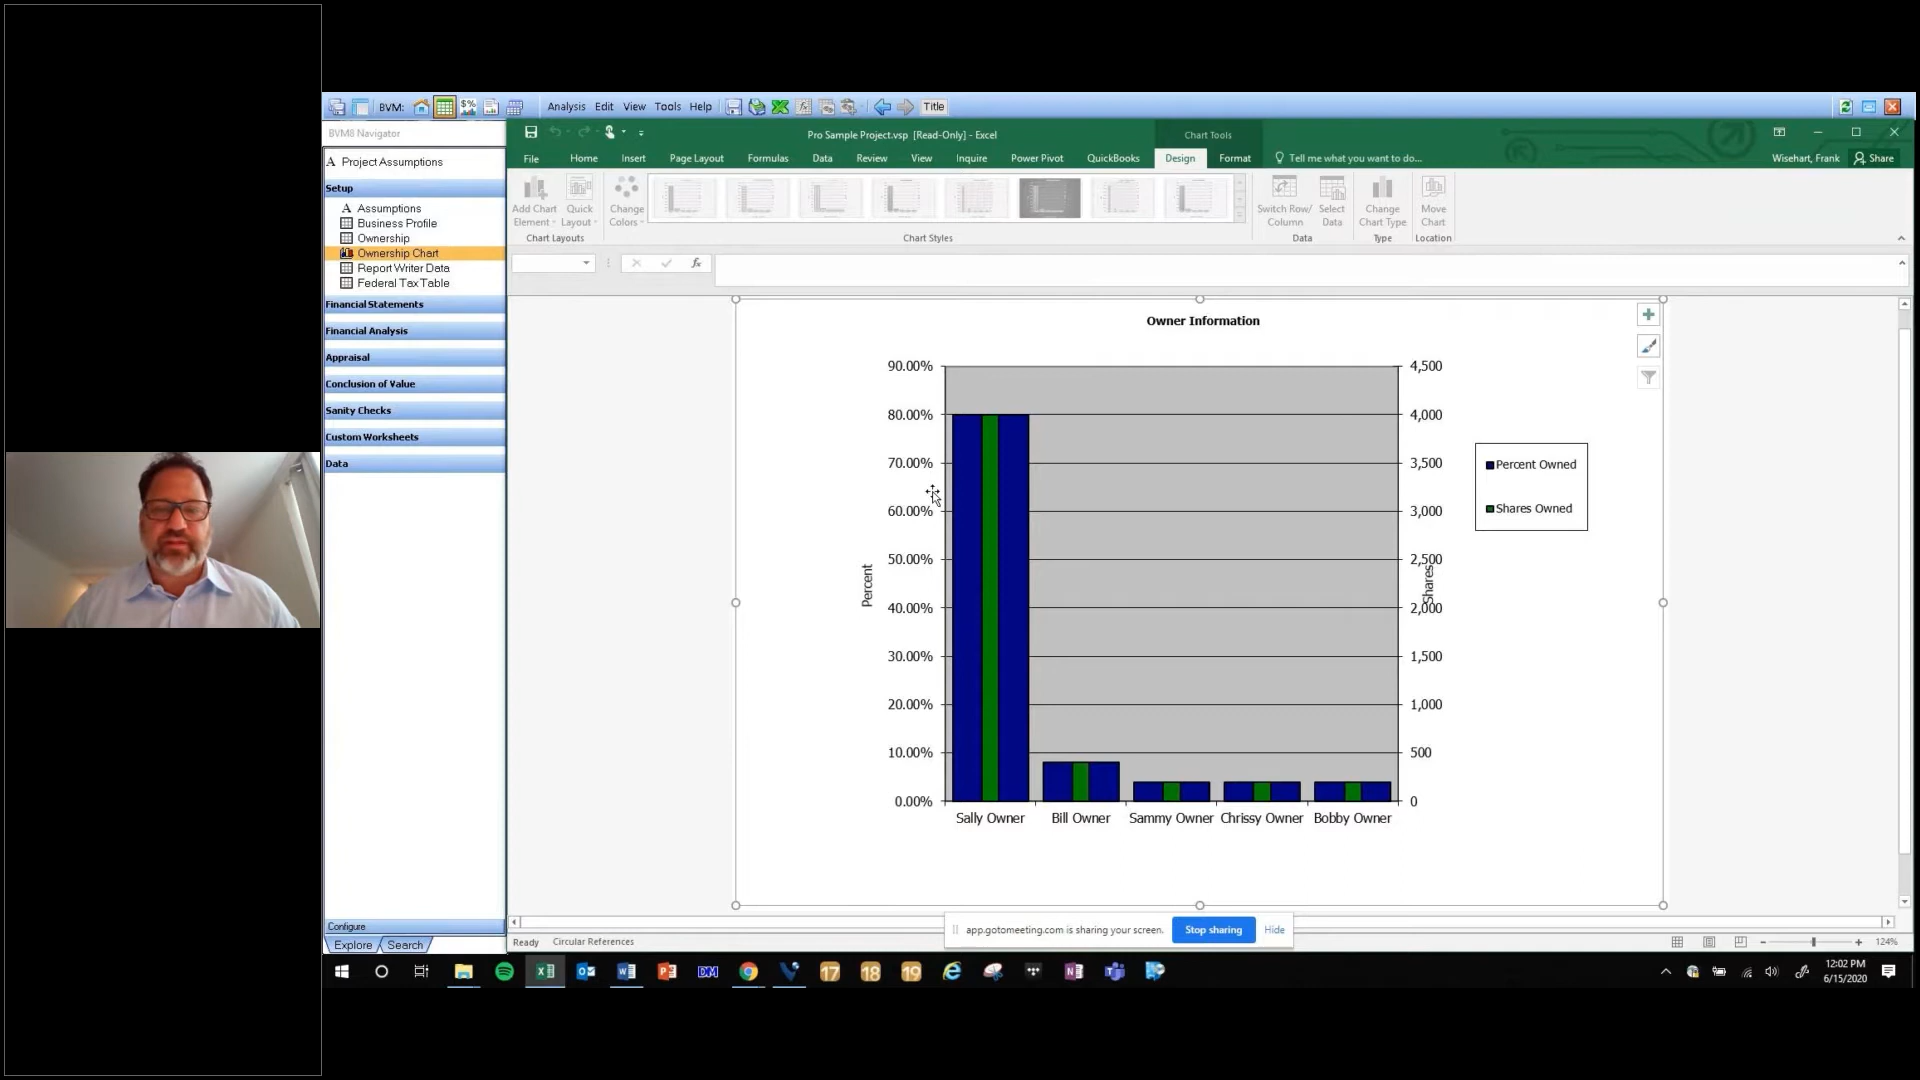 BVM: Analysis Edit View Tools Help Title
BVM8 Navigator
A Project Assumptions
Setup
A Assumptions
Business Profile
Ownership
Ownership Chart
Report Writer Data
Federal Tax Table
Financial Statements
Financial Analysis
Appraisal
Conclusion of Value
Sanity Checks
Custom Worksheets
Data
Configure
Explore Search
Pro Sample Project.vsp [Read-Only] - Excel
Chart Tools
File Home Insert Page Layout Formulas Data Review View Inquire Power Pivot QuickBooks Design Format Tell me what you want to do... Wisehart, Frank Share
Add Chart Element
Quick Layout
Change Colors
Switch Row/ Column
Select Data
Change Chart Type
Move Chart
Chart Layouts Chart Styles Data Type Location
fx
Owner Information
90.00%
80.00%
70.00%
60.00%
50.00%
40.00%
30.00%
20.00%
10.00%
0.00%
Percent
4,500
4,000
3,500
3,000
2,500
2,000
1,500
1,000
500
0
Shares
Percent Owned
Shares Owned
Sally Owner Bill Owner Sammy Owner Chrissy Owner Bobby Owner
app.gotomeeting.com is sharing your screen. Stop sharing Hide
Ready Circular References
124%
17 18 19
DM
12:02 PM
6/15/2020